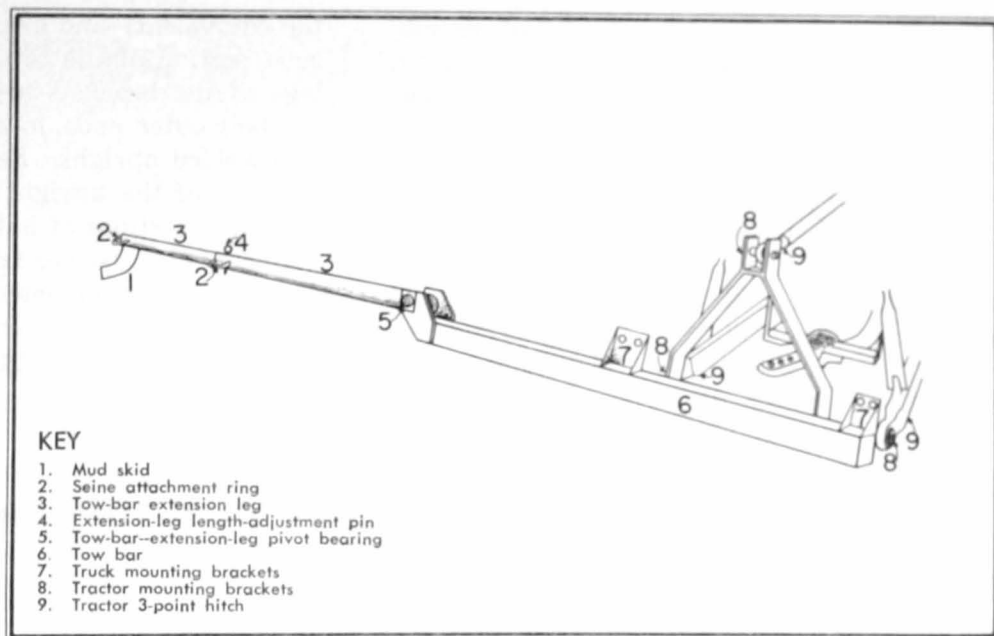 2
3
4
3
2
1
5
8
9
7
8
9
6
7
9
8
KEY
1. Mud skid
2. Seine attachment ring
3. Tow-bar extension leg
4. Extension-leg length-adjustment pin
5. Tow-bar--extension-leg pivot bearing
6. Tow bar
7. Truck mounting brackets
8. Tractor mounting brackets
9. Tractor 3-point hitch